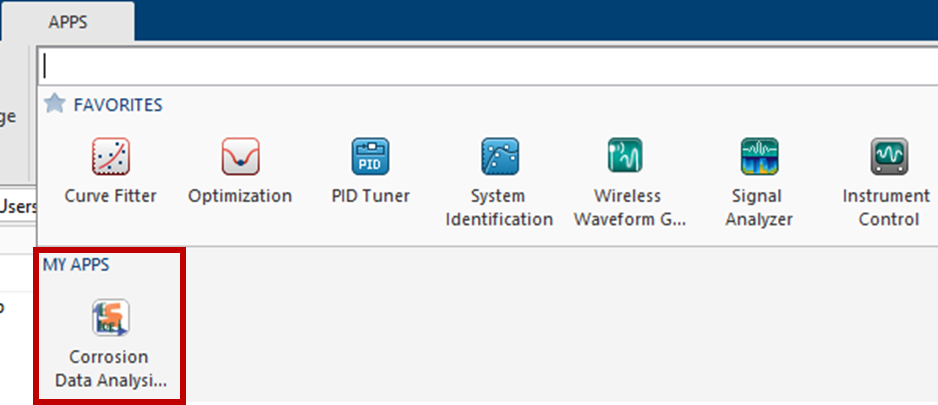 APPS
ge
FAVORITES
PID
Curve Fitter
Optimization
PID Tuner
System
Identification
Wireless
Waveform G...
Signal
Analyzer
Instrument
Control
Users
MY APPS
Corrosion
Data Analysi...